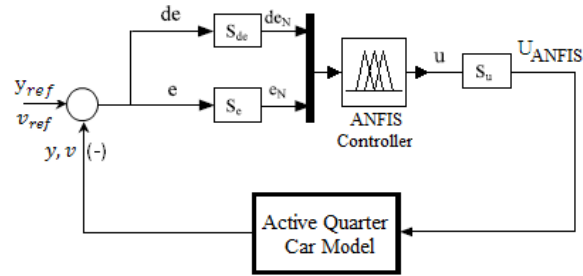 de
S_de
de_N
e
S_e
e_N
y_ref
v_ref
y, v (-)
u
S_u
U_ANFIS
ANFIS
Controller
Active Quarter
Car Model